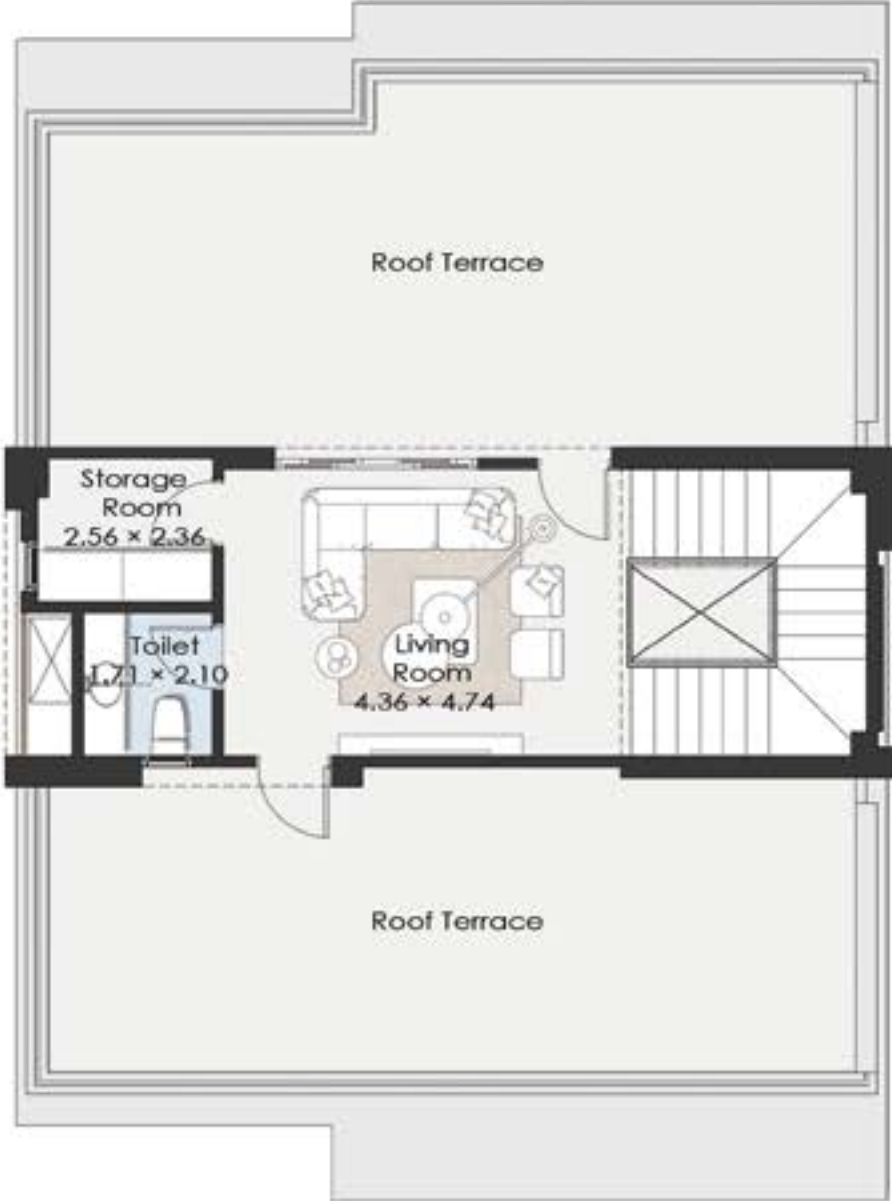 Roof Terrace
Storage
Room
2.56 × 2.36
Toilet
1.71 × 2.10
Living
Room
4.36 × 4.74
Roof Terrace